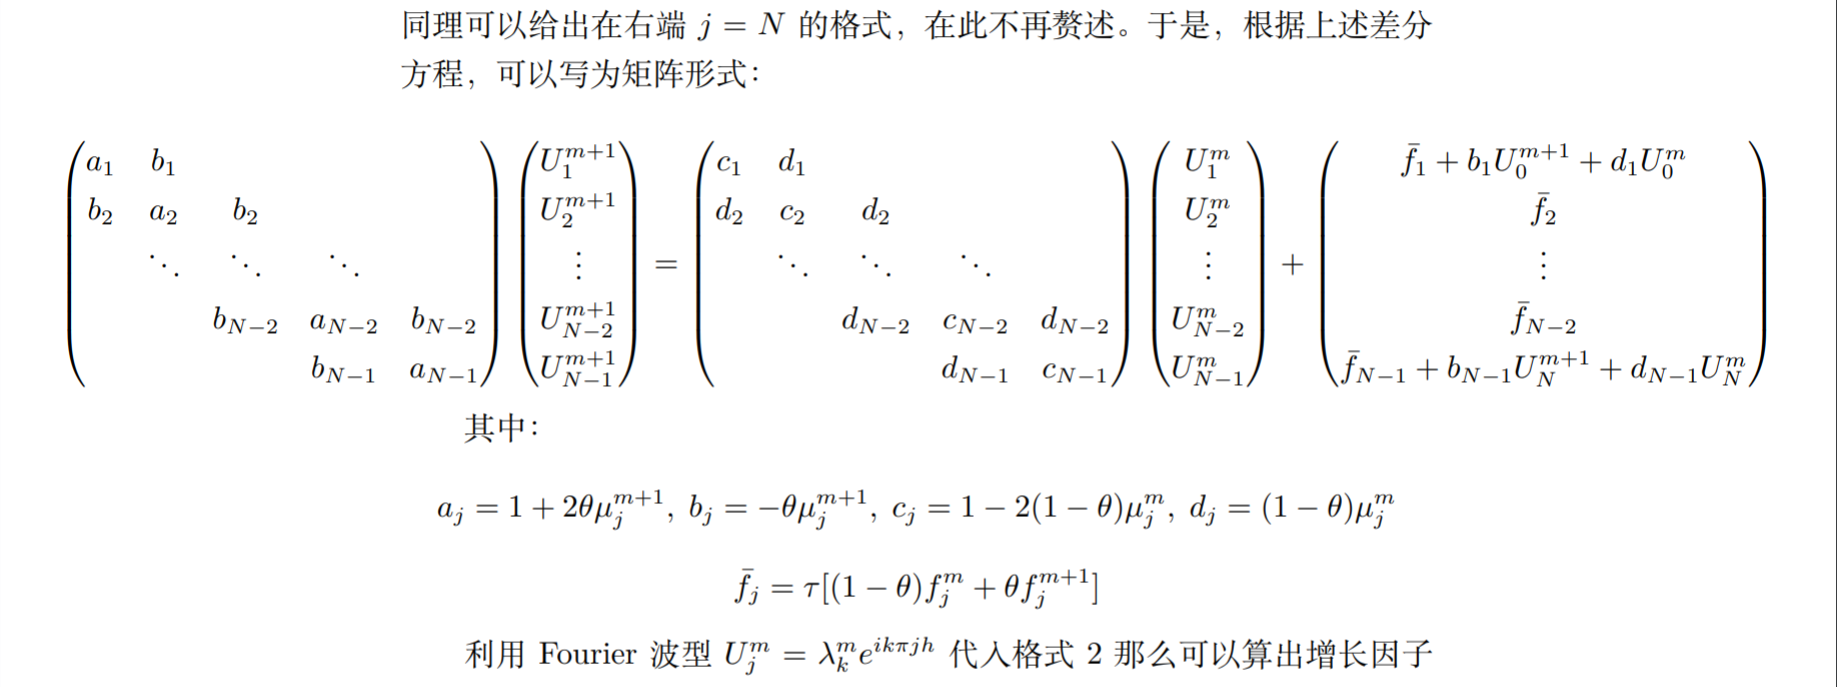 同理可以给出在右端 $j = N$ 的格式，在此不再赘述。于是，根据上述差分
方程，可以写为矩阵形式：
$$\begin{pmatrix} a_1 & b_1 & & & \\ b_2 & a_2 & b_2 & & \\ & \ddots & \ddots & \ddots & \\ & & b_{N-2} & a_{N-2} & b_{N-2} \\ & & & b_{N-1} & a_{N-1} \end{pmatrix} \begin{pmatrix} U_1^{m+1} \\ U_2^{m+1} \\ \vdots \\ U_{N-2}^{m+1} \\ U_{N-1}^{m+1} \end{pmatrix} = \begin{pmatrix} c_1 & d_1 & & & \\ d_2 & c_2 & d_2 & & \\ & \ddots & \ddots & \ddots & \\ & & d_{N-2} & c_{N-2} & d_{N-2} \\ & & & d_{N-1} & c_{N-1} \end{pmatrix} \begin{pmatrix} U_1^m \\ U_2^m \\ \vdots \\ U_{N-2}^m \\ U_{N-1}^m \end{pmatrix} + \begin{pmatrix} \bar{f}_1 + b_1 U_0^{m+1} + d_1 U_0^m \\ \bar{f}_2 \\ \vdots \\ \bar{f}_{N-2} \\ \bar{f}_{N-1} + b_{N-1} U_N^{m+1} + d_{N-1} U_N^m \end{pmatrix}$$
其中：
$$a_j = 1 + 2\theta\mu_j^{m+1},\ b_j = -\theta\mu_j^{m+1},\ c_j = 1 - 2(1-\theta)\mu_j^m,\ d_j = (1-\theta)\mu_j^m$$
$$\bar{f}_j = \tau[(1-\theta)f_j^m + \theta f_j^{m+1}]$$
利用 Fourier 波型 $U_j^m = \lambda_k^m e^{ik\pi jh}$ 代入格式 2 那么可以算出增长因子